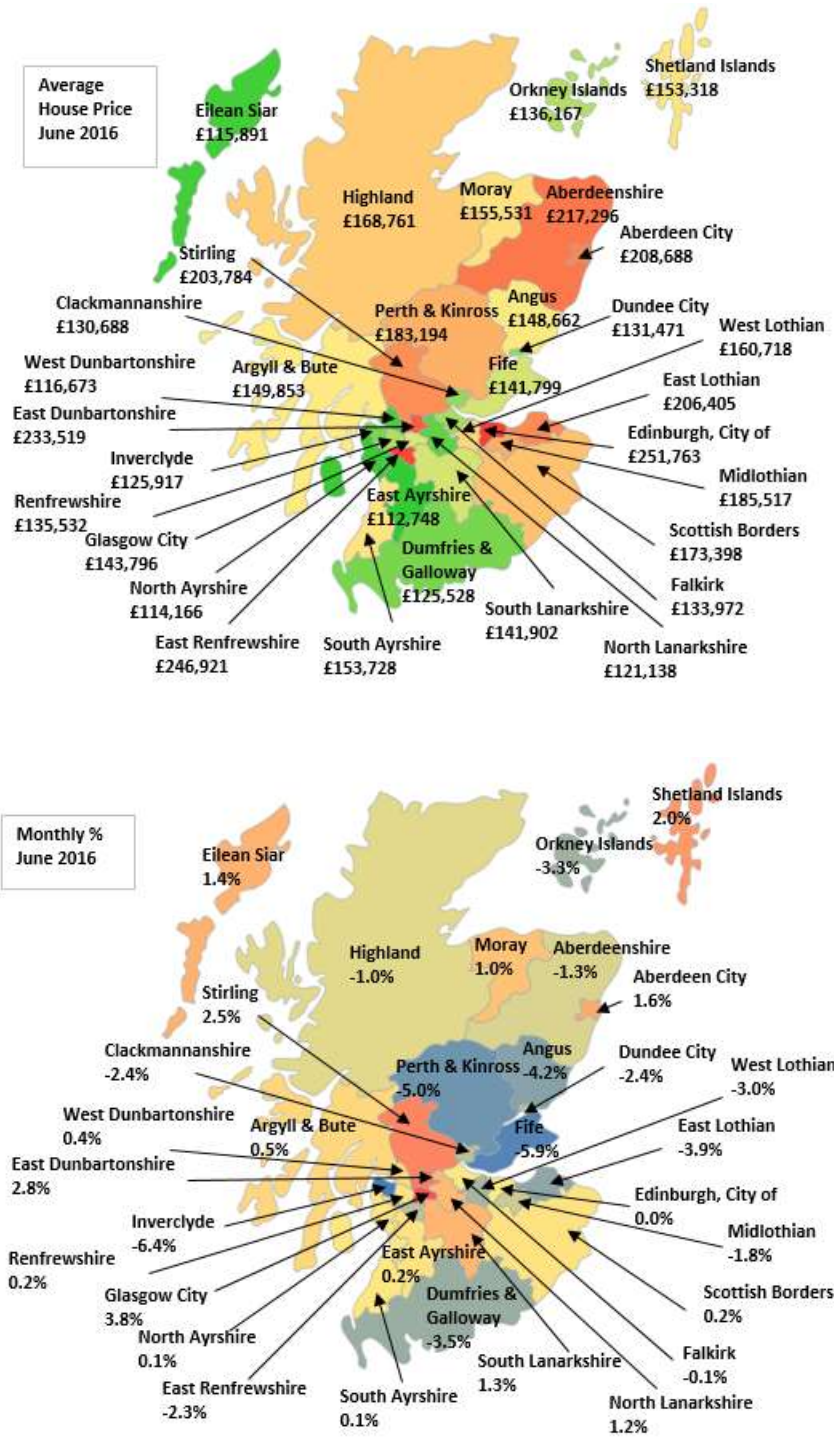 Average
House Price
June 2016
Eilean Siar
£115,891
Orkney Islands
£136,167
Shetland Islands
£153,318
Highland
£168,761
Moray
£155,531
Aberdeenshire
£217,296
Aberdeen City
£208,688
Stirling
£203,784
Clackmannanshire
£130,688
Perth & Kinross
£183,194
Angus
£148,662
Dundee City
£131,471
West Lothian
£160,718
West Dunbartonshire
£116,673
Argyll & Bute
£149,853
Fife
£141,799
East Lothian
£206,405
East Dunbartonshire
£233,519
Edinburgh, City of
£251,763
Inverclyde
£125,917
Midlothian
£185,517
Renfrewshire
£135,532
East Ayrshire
£112,748
Scottish Borders
£173,398
Glasgow City
£143,796
Dumfries &
Galloway
£125,528
North Ayrshire
£114,166
South Lanarkshire
£141,902
Falkirk
£133,972
East Renfrewshire
£246,921
South Ayrshire
£153,728
North Lanarkshire
£121,138
Monthly %
June 2016
Eilean Siar
1.4%
Orkney Islands
-3.3%
Shetland Islands
2.0%
Highland
-1.0%
Moray
1.0%
Aberdeenshire
-1.3%
Aberdeen City
1.6%
Stirling
2.5%
Clackmannanshire
-2.4%
Perth & Kinross
-5.0%
Angus
-4.2%
Dundee City
-2.4%
West Lothian
-3.0%
West Dunbartonshire
0.4%
Argyll & Bute
0.5%
Fife
-5.9%
East Lothian
-3.9%
East Dunbartonshire
2.8%
Edinburgh, City of
0.0%
Inverclyde
-6.4%
Midlothian
-1.8%
Renfrewshire
0.2%
East Ayrshire
0.2%
Scottish Borders
0.2%
Glasgow City
3.8%
Dumfries &
Galloway
-3.5%
North Ayrshire
0.1%
South Lanarkshire
1.3%
Falkirk
-0.1%
East Renfrewshire
-2.3%
South Ayrshire
0.1%
North Lanarkshire
1.2%